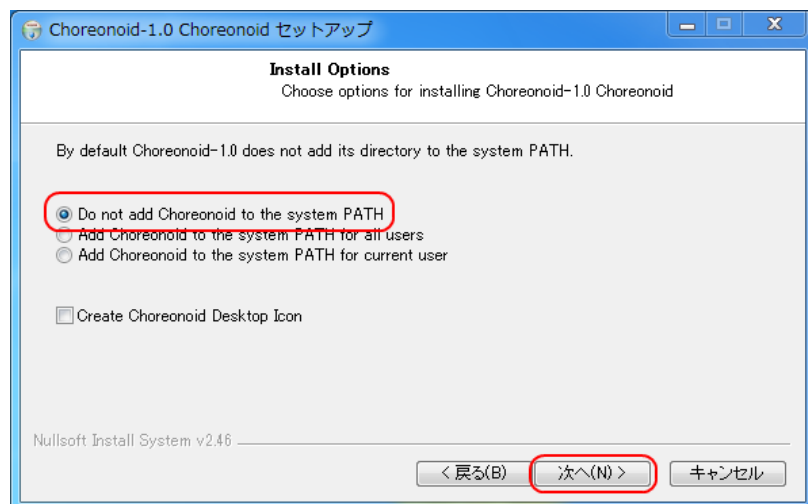 Choreonoid-1.0 Choreonoid セットアップ
Install Options
Choose options for installing Choreonoid-1.0 Choreonoid
By default Choreonoid-1.0 does not add its directory to the system PATH.
Do not add Choreonoid to the system PATH
Add Choreonoid to the system PATH for all users
Add Choreonoid to the system PATH for current user
Create Choreonoid Desktop Icon
Nullsoft Install System v2.46
< 戻る(B) 次へ(N) > キャンセル